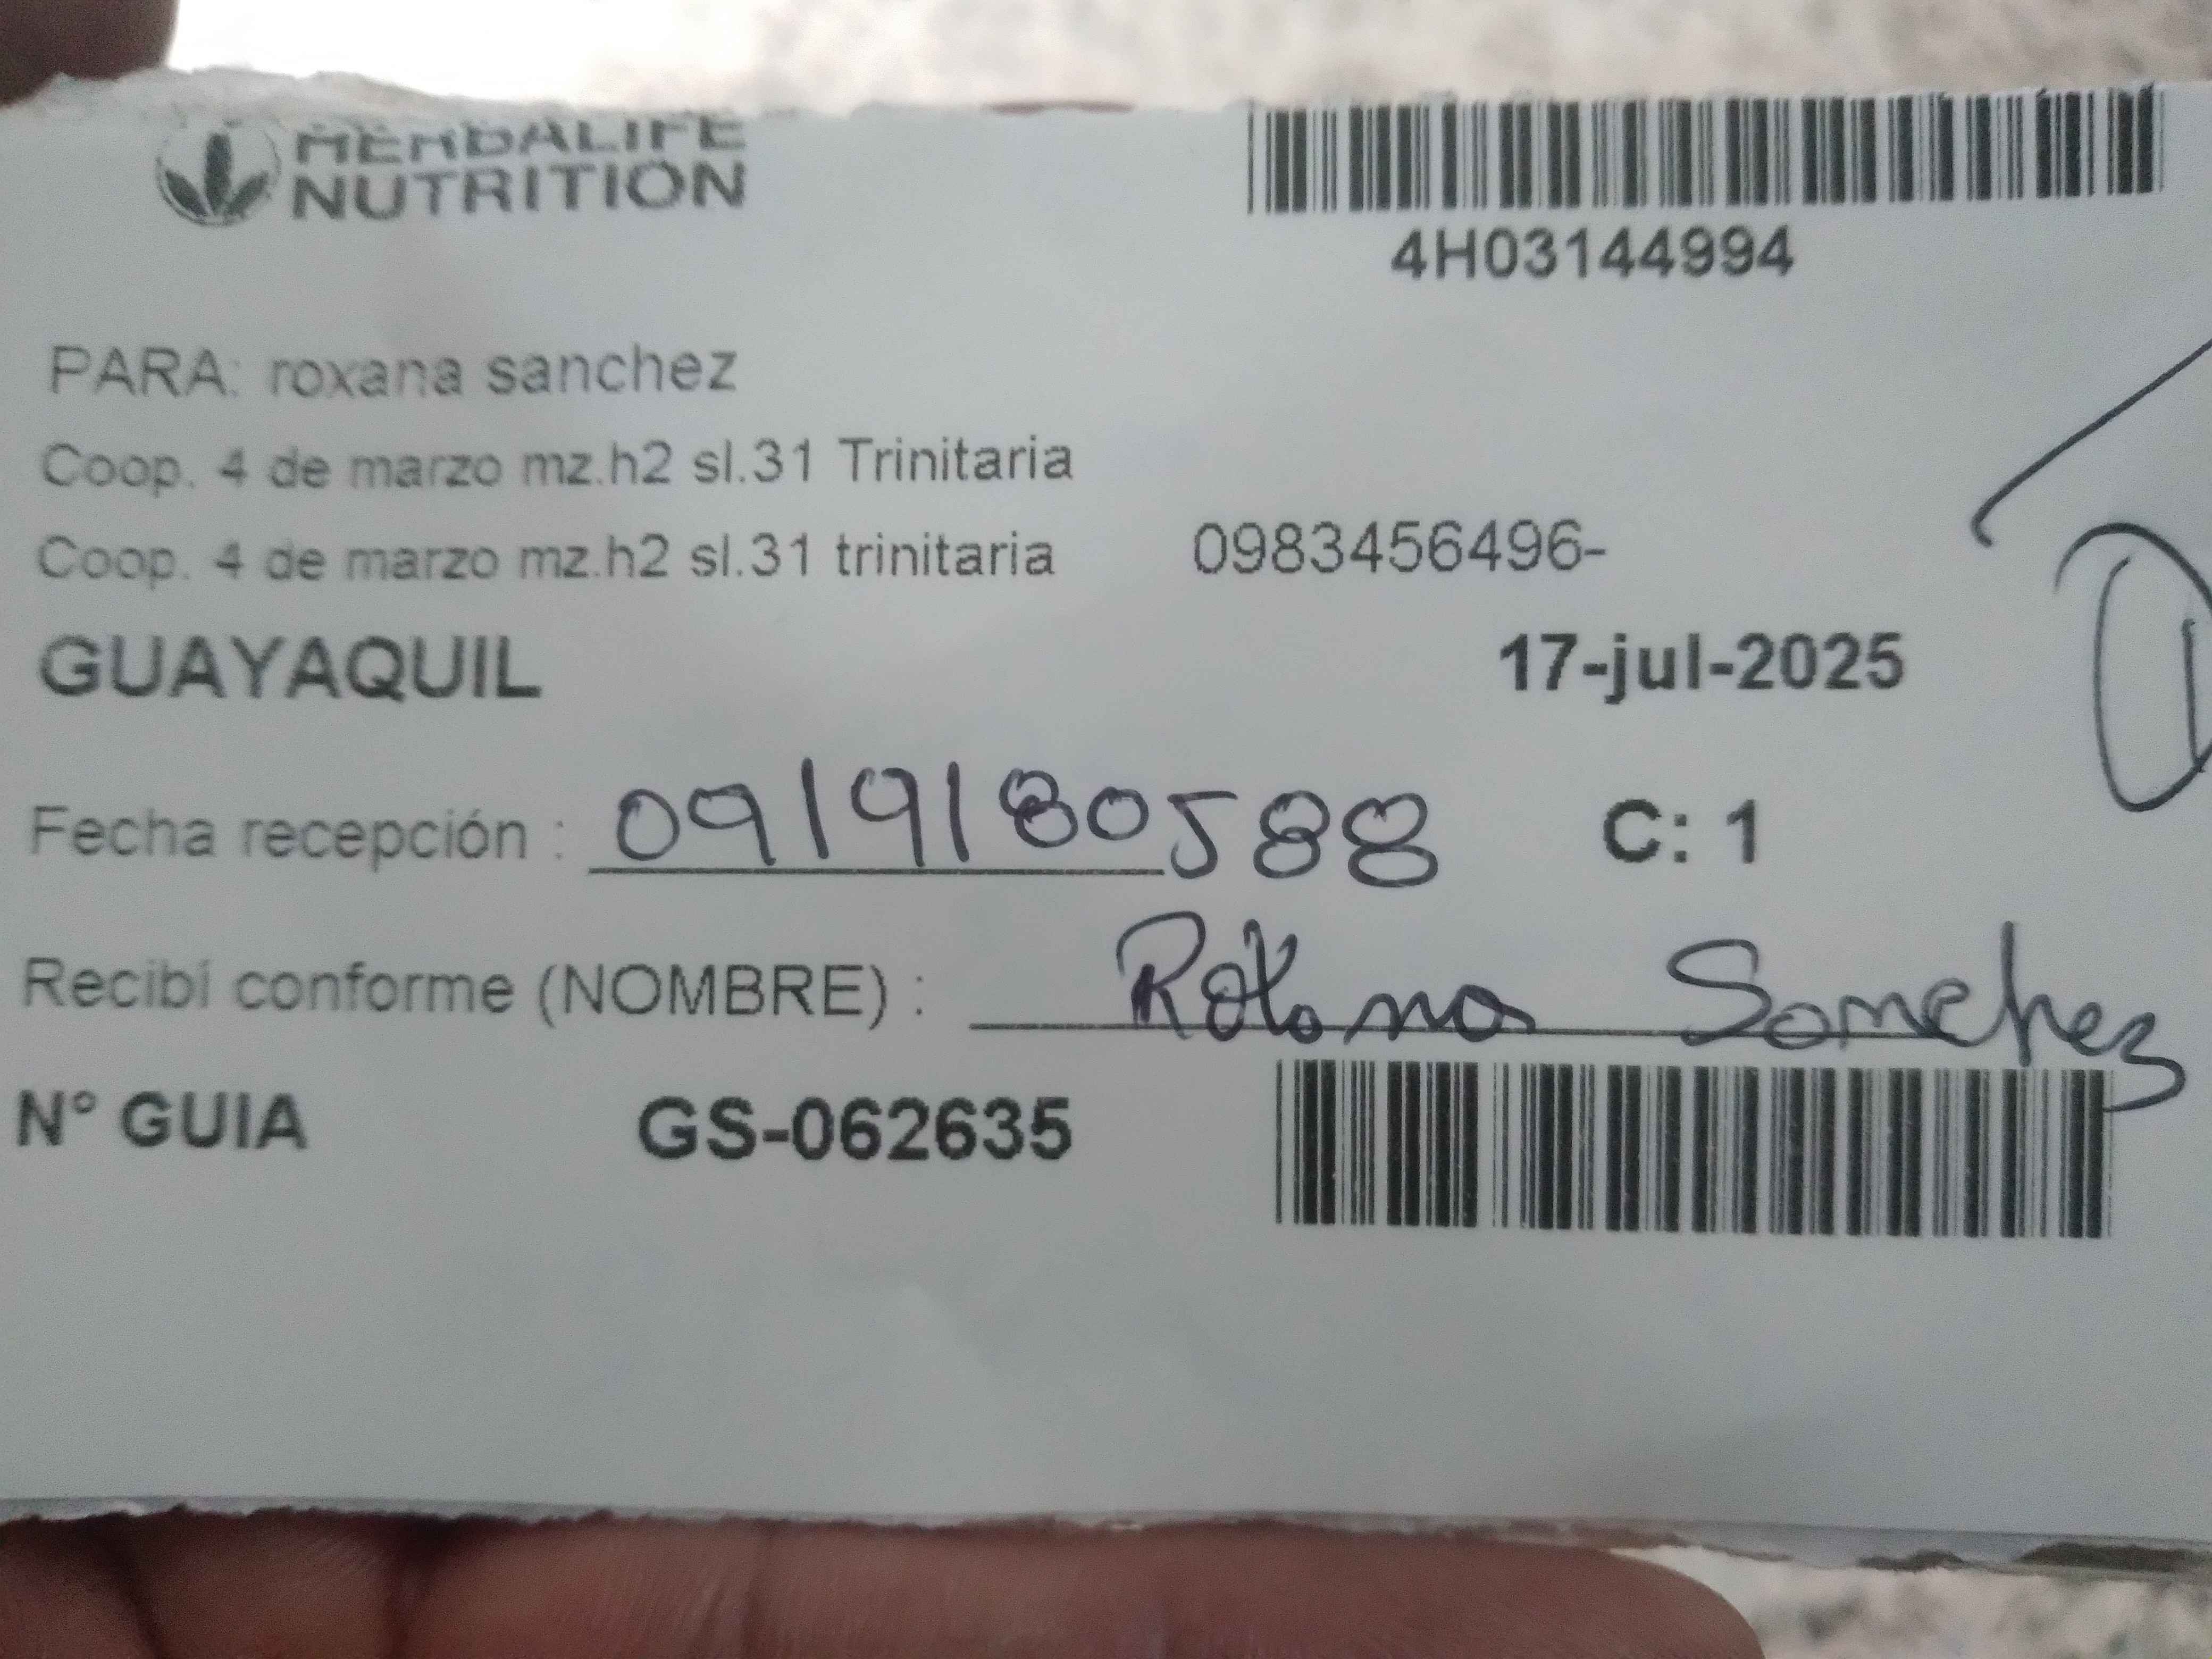 HERBALIFE
NUTRITION
4H03144994
PARA: roxana sanchez
Coop. 4 de marzo mz.h2 sl.31 Trinitaria
Coop. 4 de marzo mz.h2 sl.31 trinitaria 0983456496-
GUAYAQUIL 17-jul-2025
Fecha recepción : 0919180588 C: 1
Recibí conforme (NOMBRE) : Roxana Sanchez
N° GUIA GS-062635